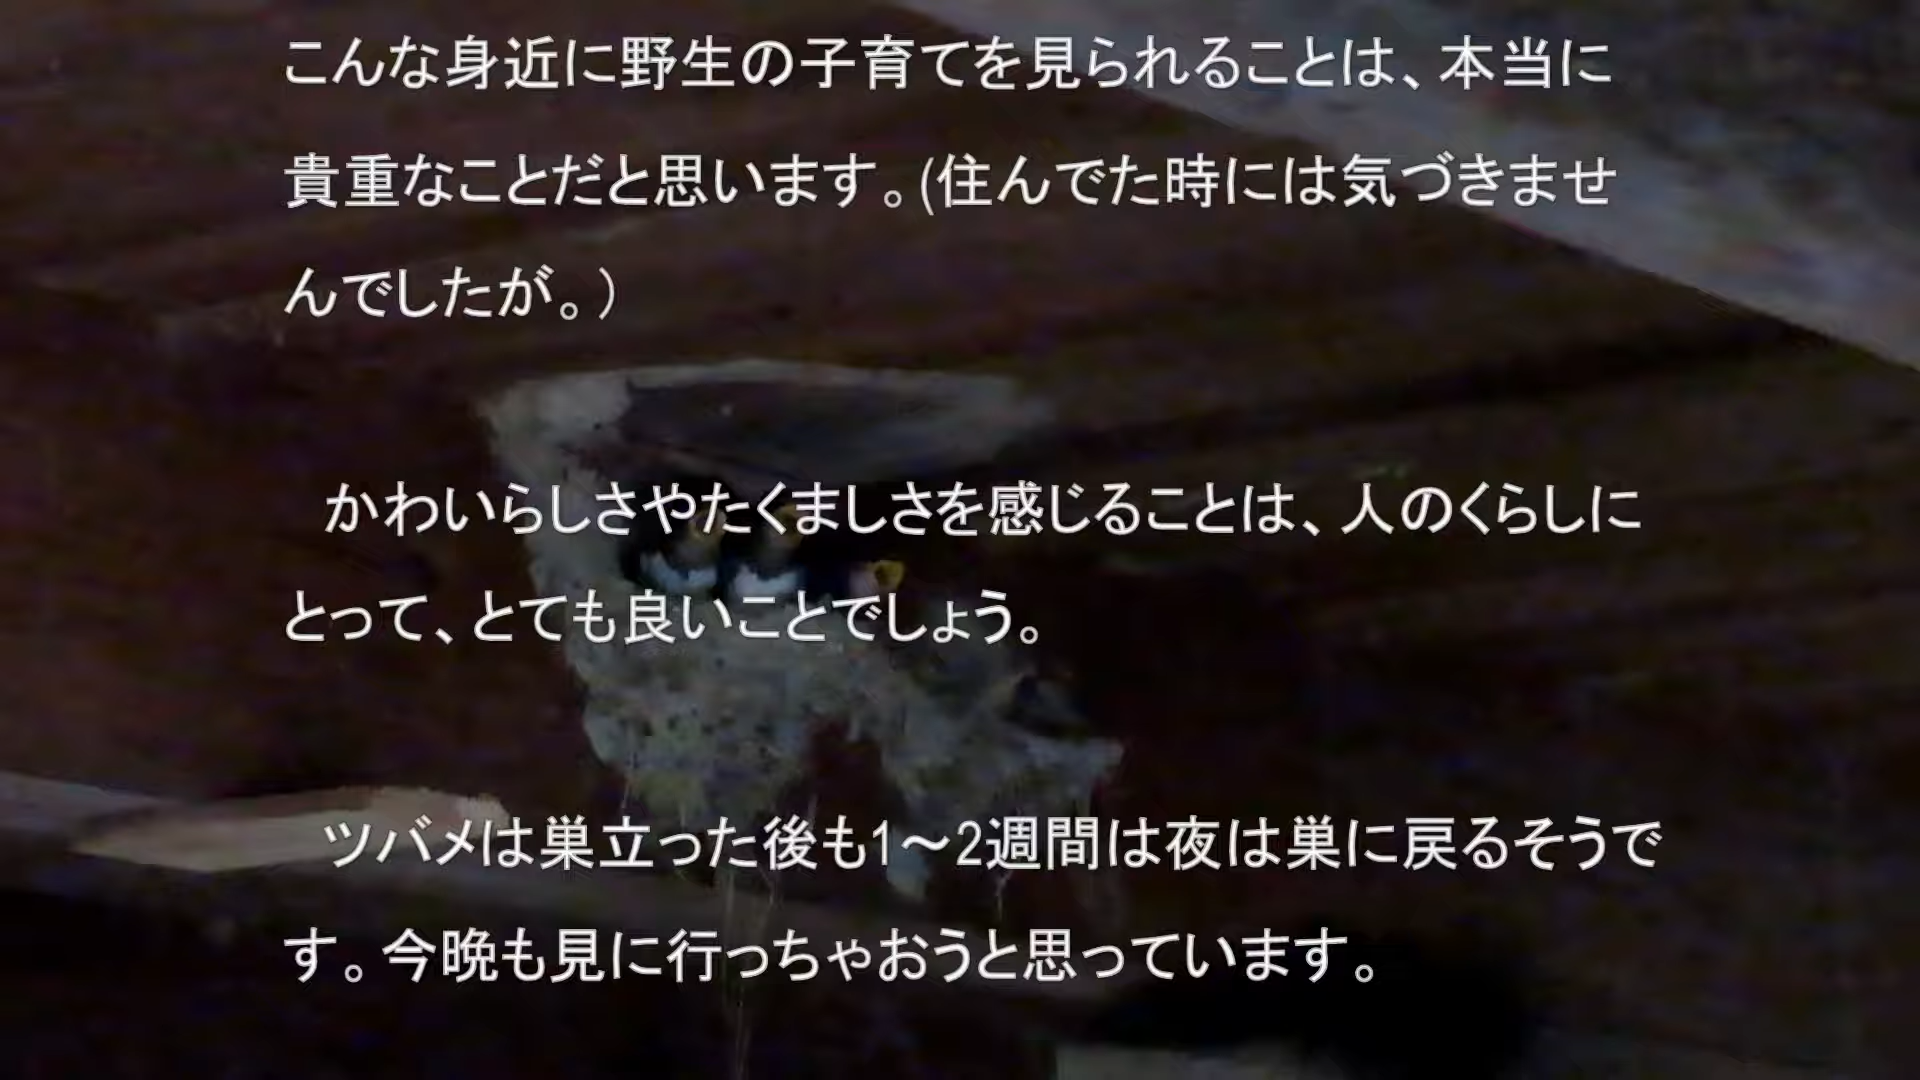 こんな身近に野生の子育てを見られることは、本当に
貴重なことだと思います。(住んでた時には気づきませ
んでしたが。）
かわいらしさやたくましさを感じることは、人のくらしに
とって、とても良いことでしょう。
ツバメは巣立った後も1～2週間は夜は巣に戻るそうで
す。今晩も見に行っちゃおうと思っています。